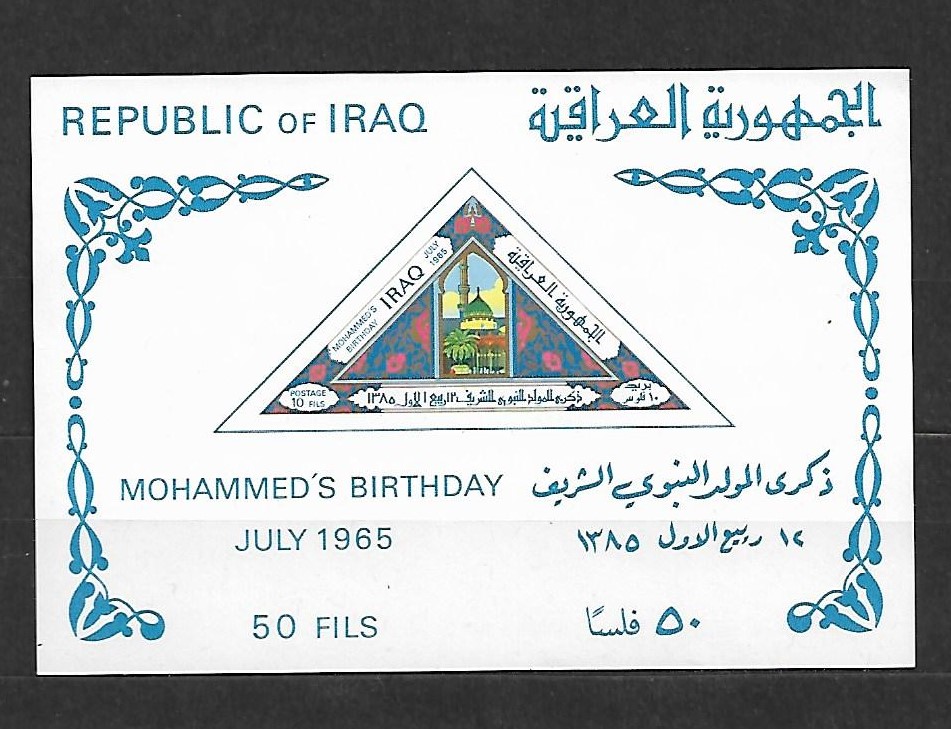 REPUBLIC OF IRAQ
الجمهورية العراقية
JULY 1965
MOHAMMED'S BIRTHDAY
IRAQ
الجمهورية العراقية
POSTAGE
10 FILS
ذكرى المولد النبوي الشريف ١٢ ربيع الاول ١٣٨٥
بريد
١٠ فلوس
MOHAMMED'S BIRTHDAY
ذكرى المولد النبوي الشريف
JULY 1965
١٢ ربيع الاول ١٣٨٥
50 FILS
٥٠ فلسًا